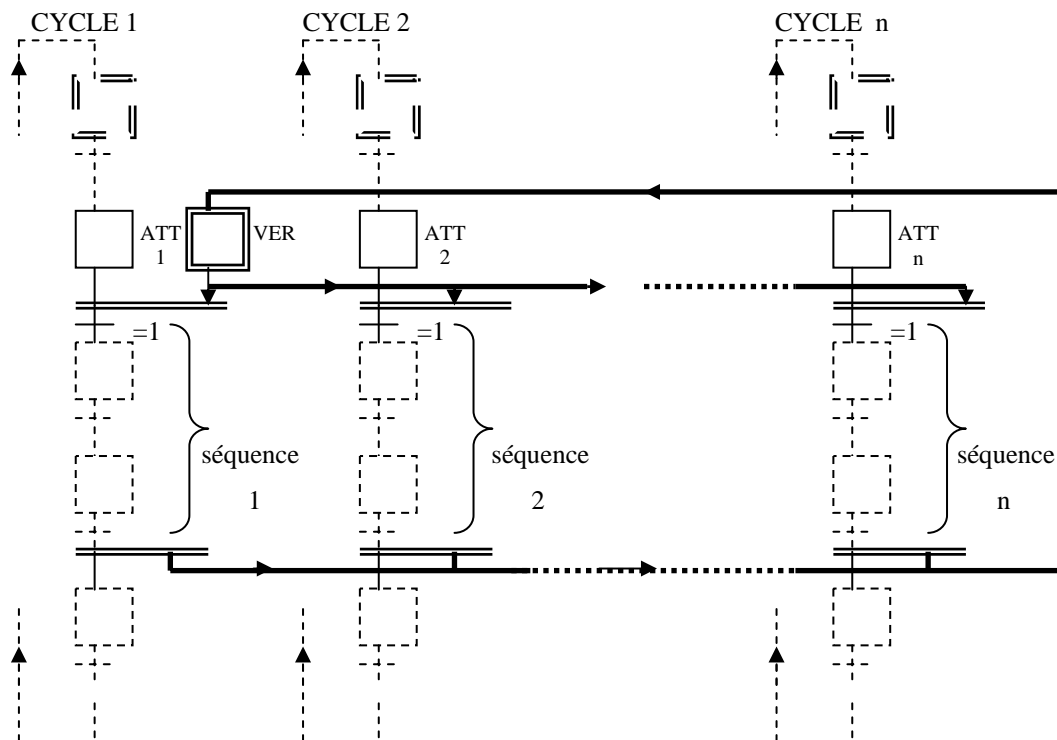 CYCLE 1 CYCLE 2 CYCLE n
ATT VER ATT ATT
1 2 n
=1 =1 =1
séquence séquence séquence
1 2 n